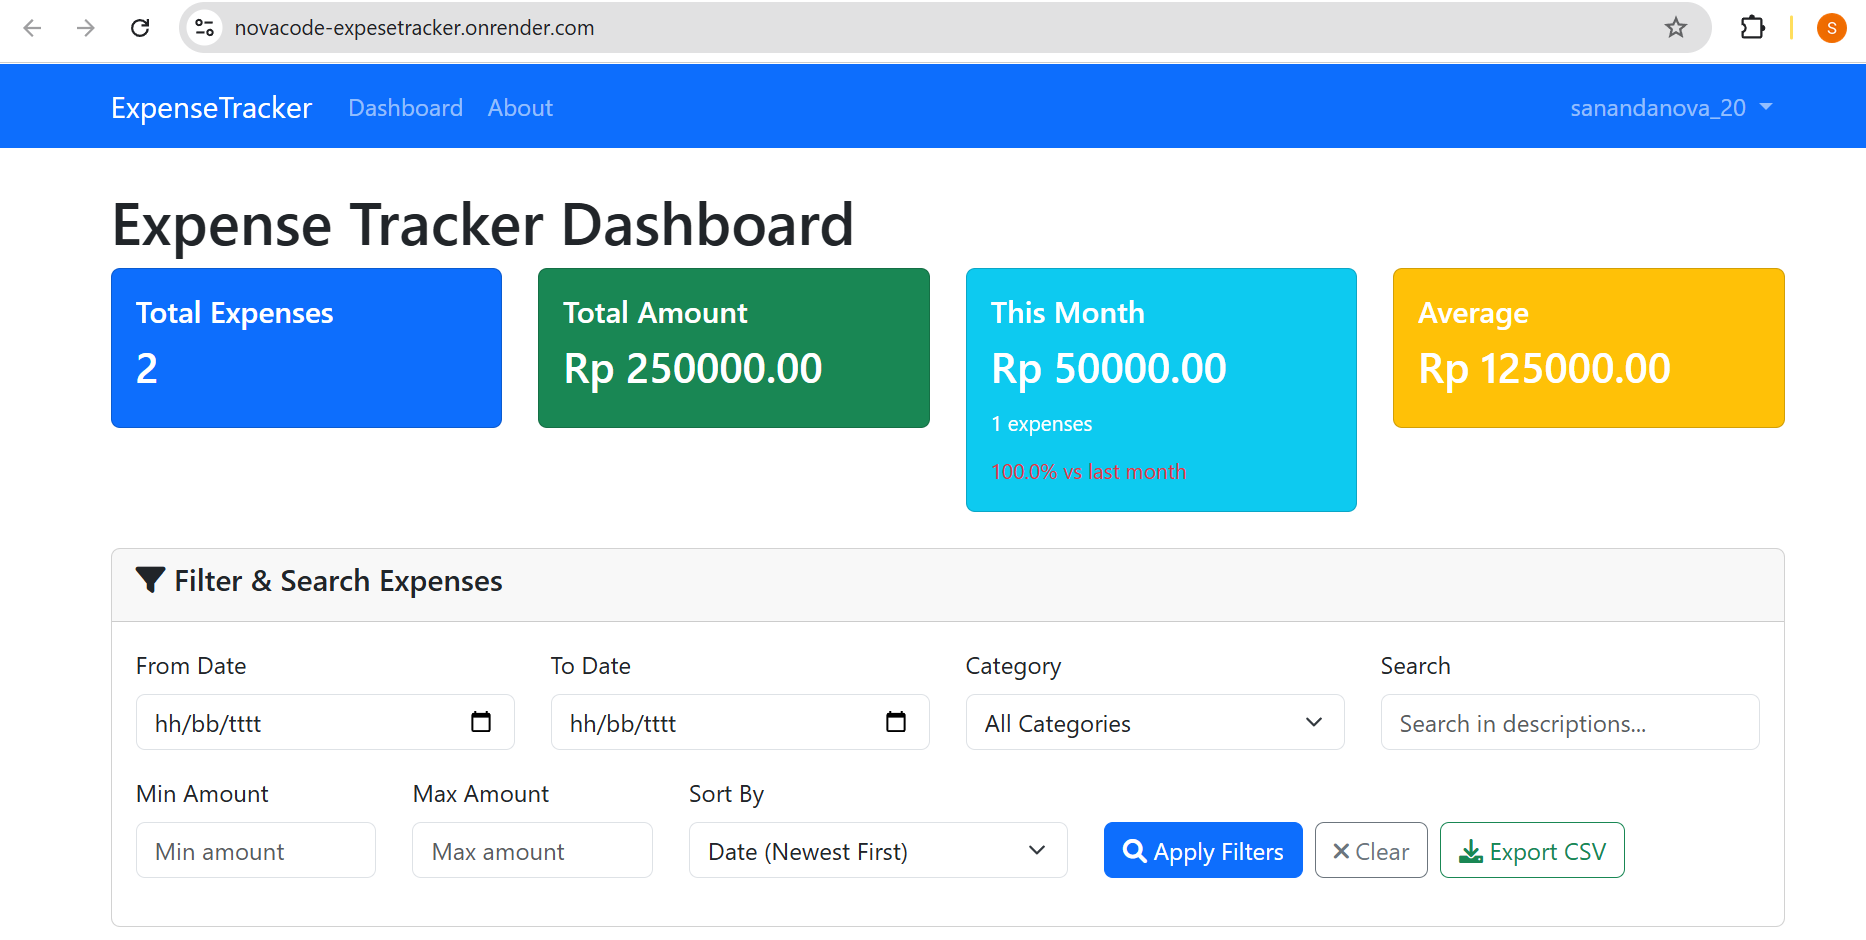 novacode-expesetracker.onrender.com
S
ExpenseTracker Dashboard About sanandanova_20
Expense Tracker Dashboard
Total Expenses
2
Total Amount
Rp 250000.00
This Month
Rp 50000.00
1 expenses
100.0% vs last month
Average
Rp 125000.00
Filter & Search Expenses
From Date
hh/bb/tttt
To Date
hh/bb/tttt
Category
All Categories
Search
Search in descriptions...
Min Amount
Min amount
Max Amount
Max amount
Sort By
Date (Newest First)
Apply Filters
Clear
Export CSV